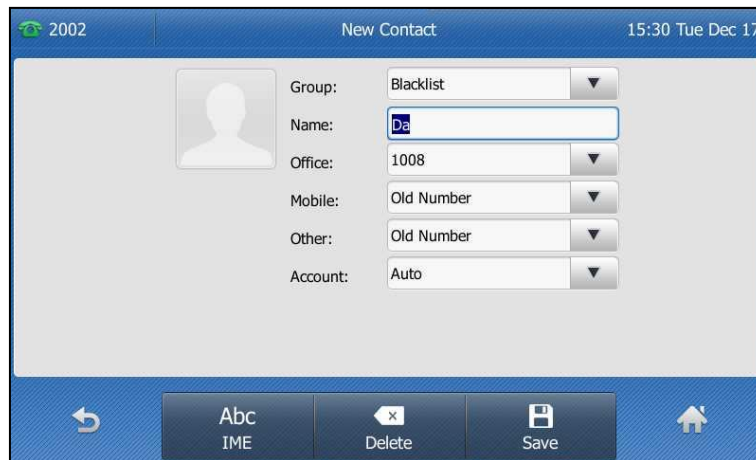 2002 New Contact 15:30 Tue Dec 17
Group: Blacklist
Name: Da
Office: 1008
Mobile: Old Number
Other: Old Number
Account: Auto
Abc Delete Save
IME